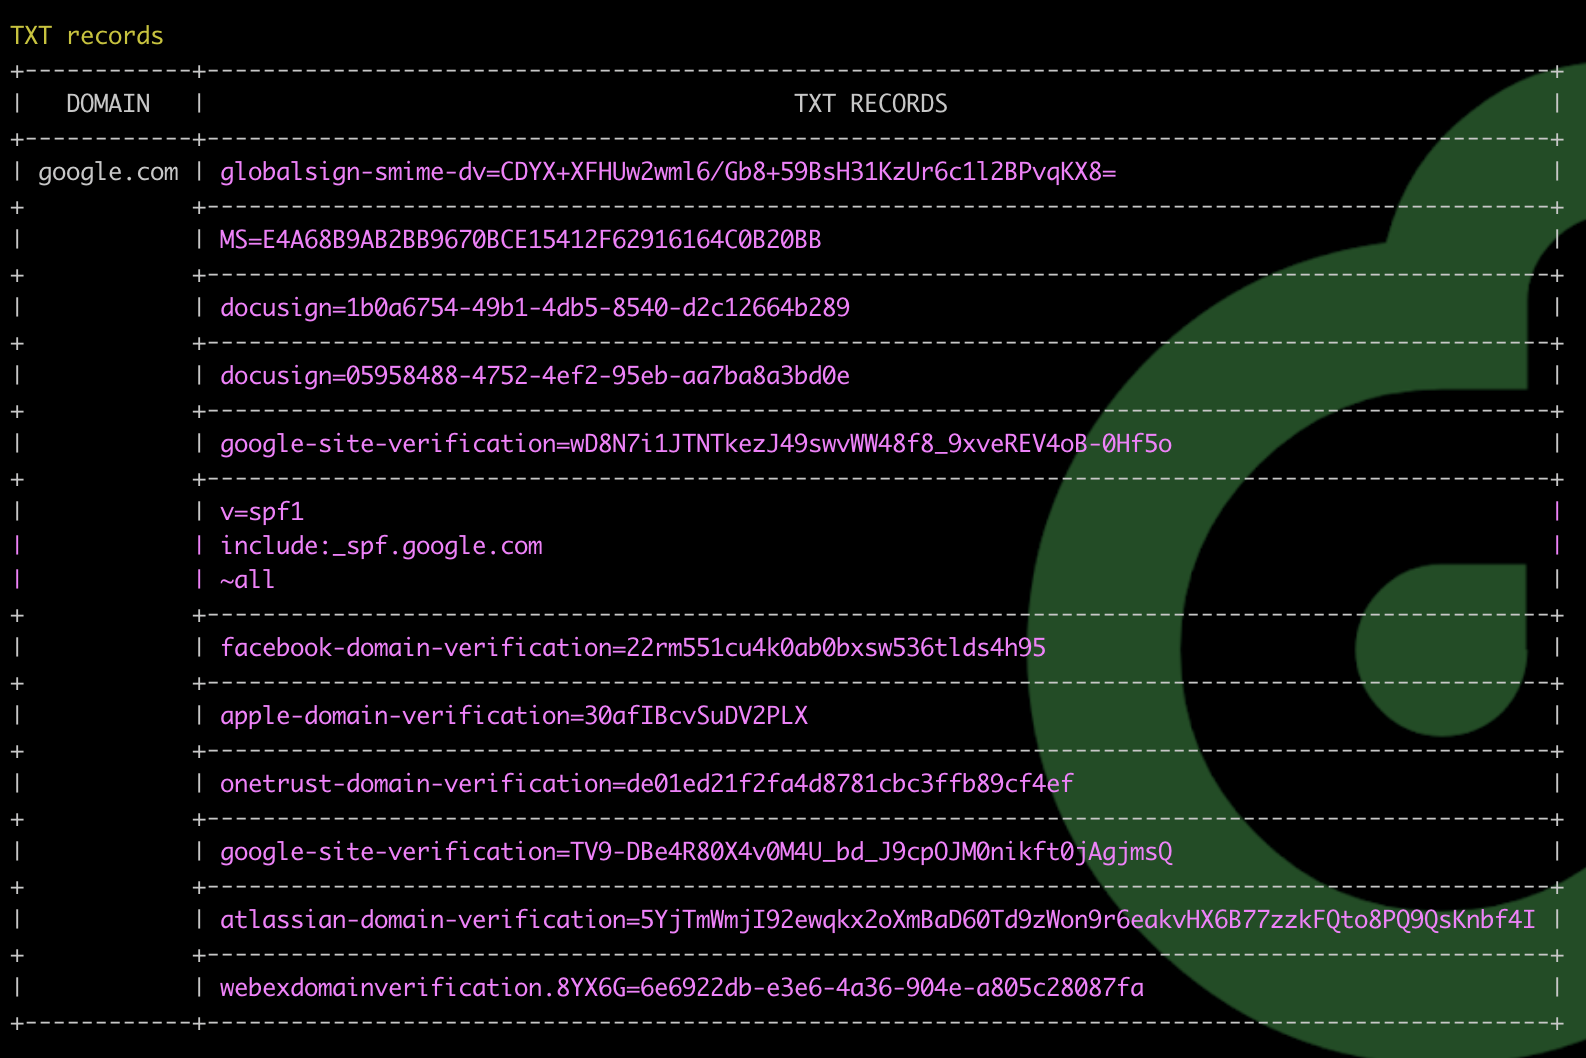 TXT records
DOMAIN TXT RECORDS
google.com globalsign-smime-dv=CDYX+XFHUw2wml6/Gb8+59BsH31KzUr6c1l2BPvqKX8=
MS=E4A68B9AB2BB9670BCE15412F62916164C0B20BB
docusign=1b0a6754-49b1-4db5-8540-d2c12664b289
docusign=05958488-4752-4ef2-95eb-aa7ba8a3bd0e
google-site-verification=wD8N7i1JTNTkezJ49swvWW48f8_9xveREV4oB-0Hf5o
v=spf1
include:_spf.google.com
~all
facebook-domain-verification=22rm551cu4k0ab0bxsw536tlds4h95
apple-domain-verification=30afIBcvSuDV2PLX
onetrust-domain-verification=de01ed21f2fa4d8781cbc3ffb89cf4ef
google-site-verification=TV9-DBe4R80X4v0M4U_bd_J9cpOJM0nikft0jAgjmsQ
atlassian-domain-verification=5YjTmWmjI92ewqkx2oXmBaD60Td9zWon9r6eakvHX6B77zzkFQto8PQ9QsKnbf4I
webexdomainverification.8YX6G=6e6922db-e3e6-4a36-904e-a805c28087fa